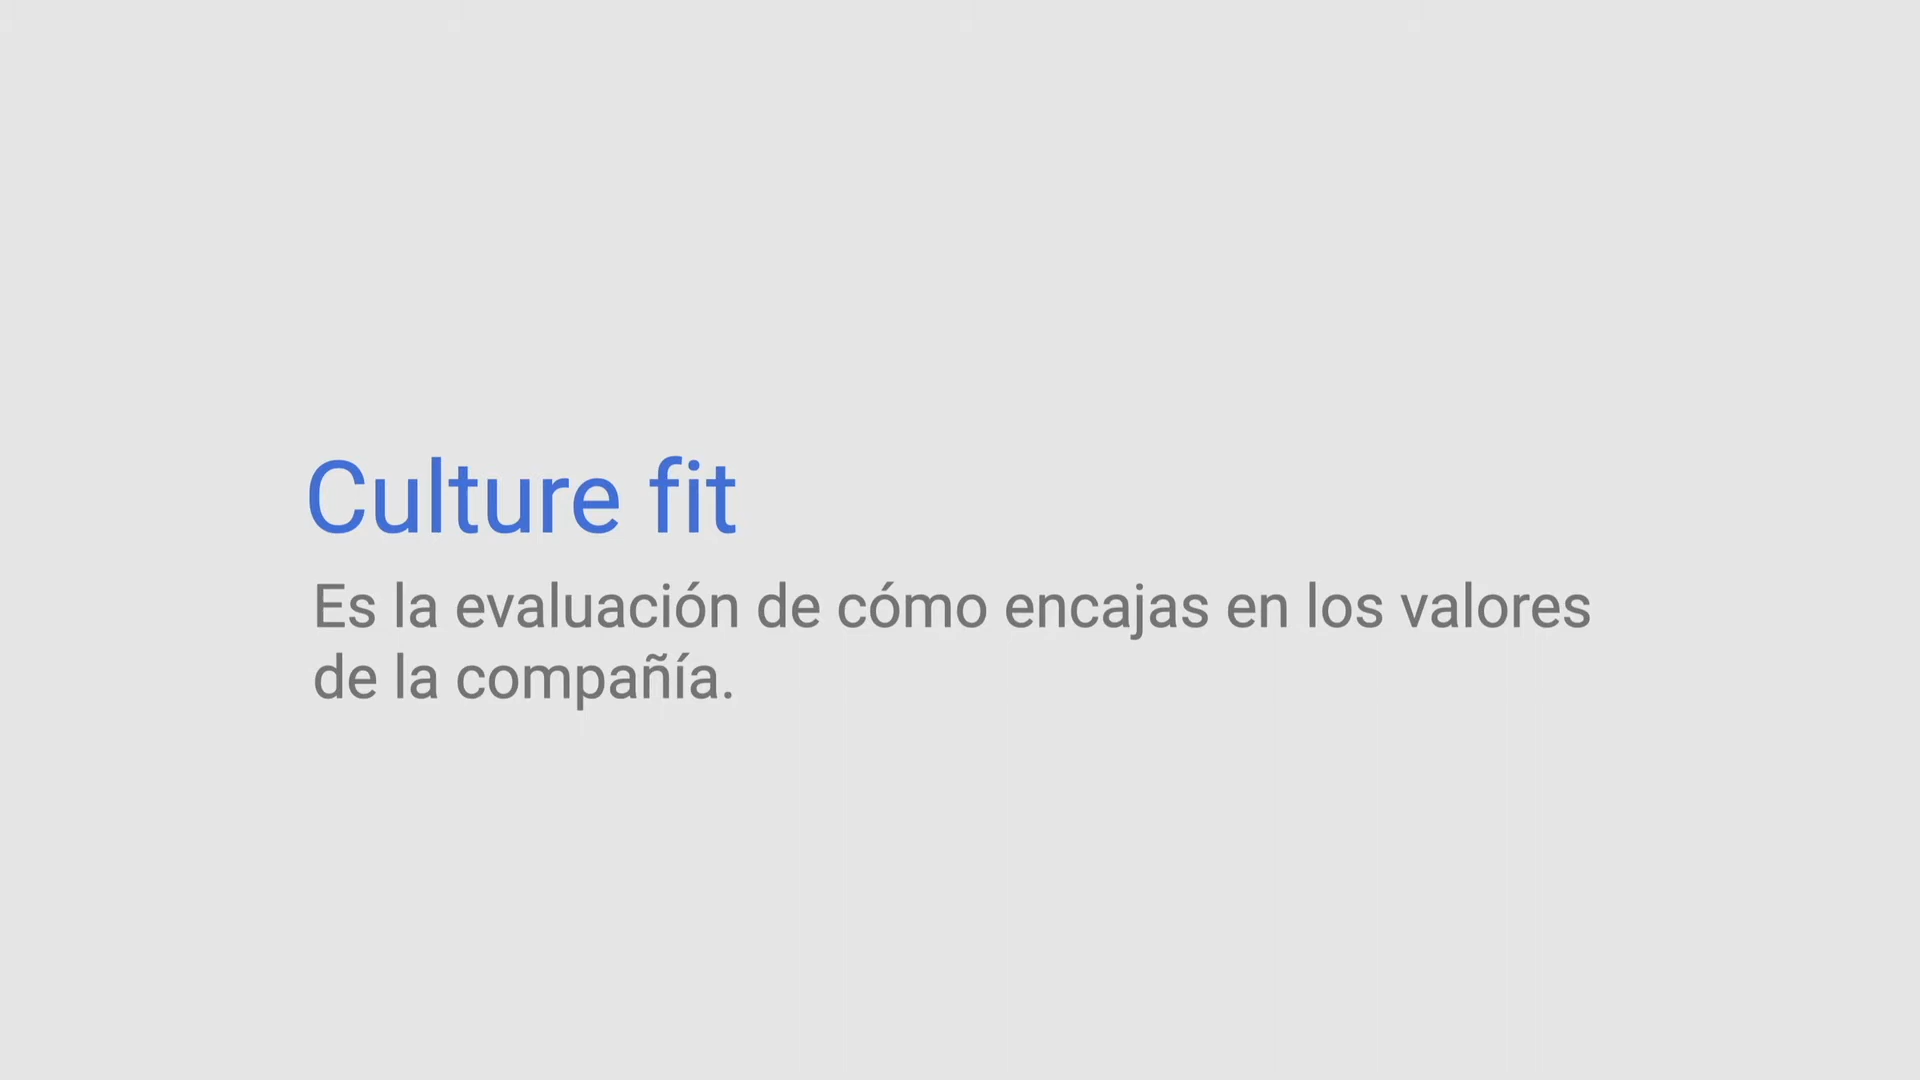 Culture fit
Es la evaluación de cómo encajas en los valores
de la compañía.